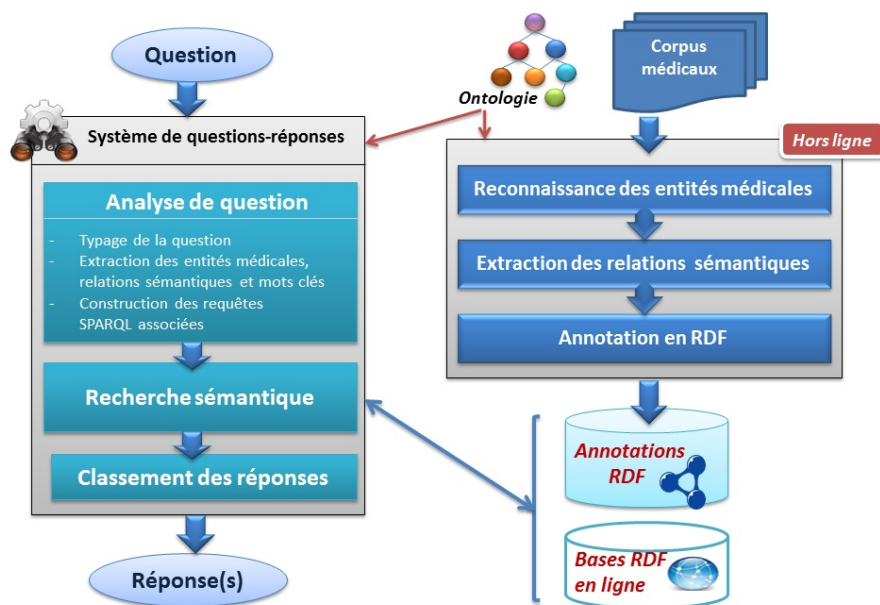 Question
Système de questions-réponses
Analyse de question
- Typage de la question
- Extraction des entités médicales,
relations sémantiques et mots clés
- Construction des requêtes
SPARQL associées
Recherche sémantique
Classement des réponses
Réponse(s)
Ontologie
Corpus
médicaux
Hors ligne
Reconnaissance des entités médicales
Extraction des relations sémantiques
Annotation en RDF
Annotations
RDF
Bases RDF
en ligne